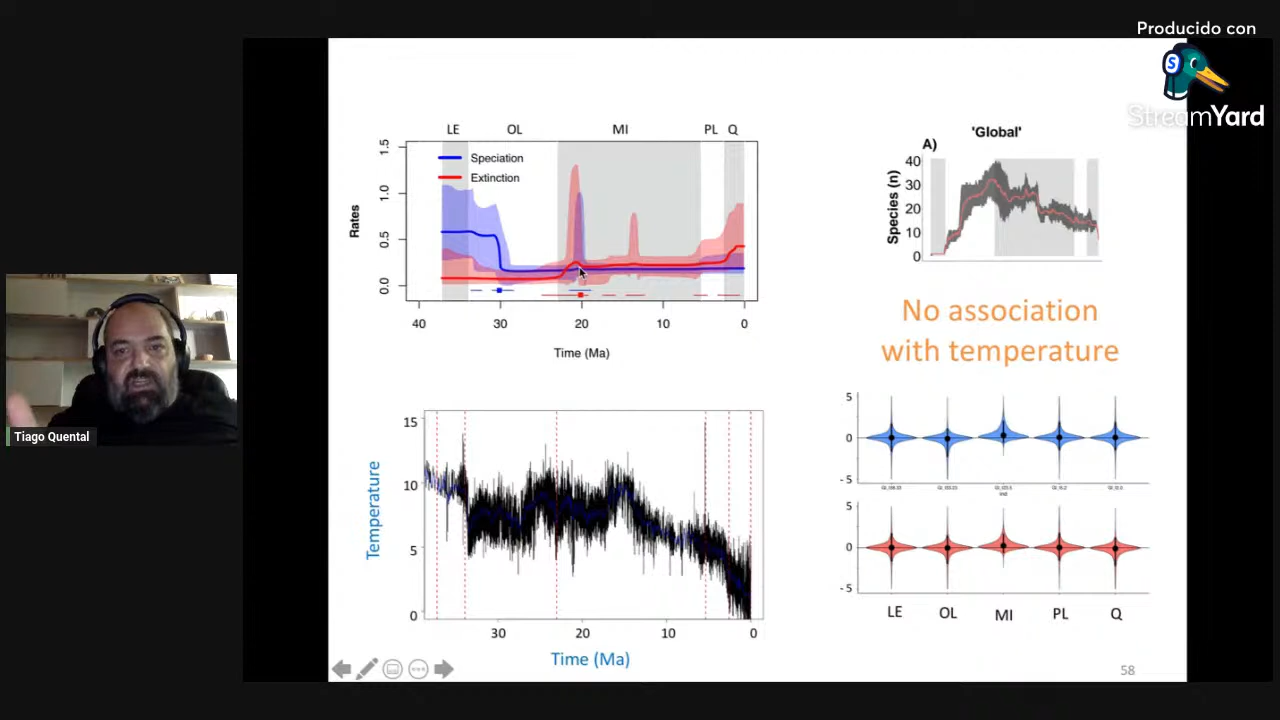 Producido con
StreamYard
LE OL MI PL Q
Speciation
Extinction
Rates
0.0 0.5 1.0 1.5
40 30 20 10 0
Time (Ma)
'Global'
A)
Species (n)
40
30
20
10
0
No association
with temperature
Tiago Quental
Temperature
15
10
5
0
30 20 10 0
Time (Ma)
5
0
- 5
5
0
- 5
LE OL MI PL Q
58